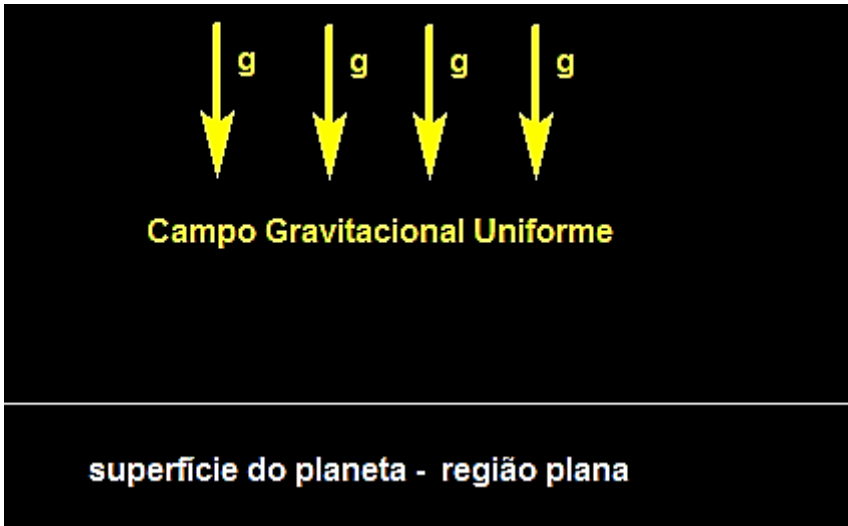 g g g g
Campo Gravitacional Uniforme
superfície do planeta - região plana